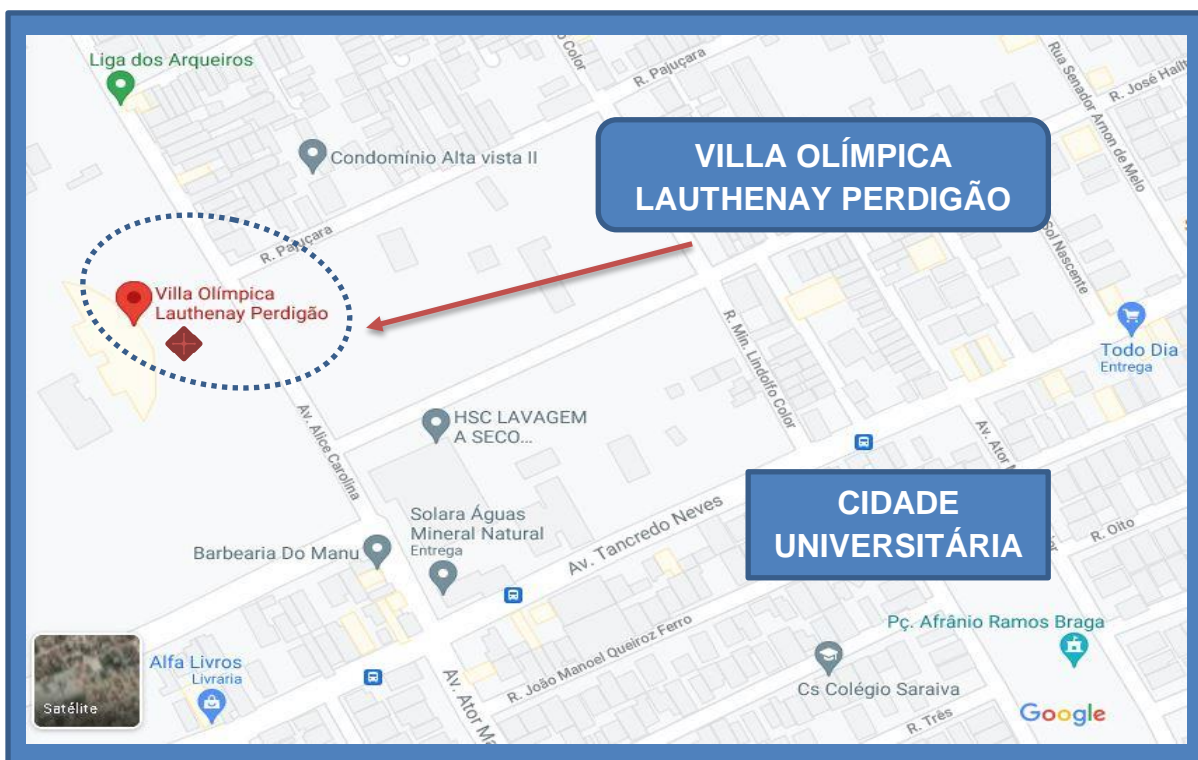 Liga dos Arqueiros
R. Pajuçara
Rua Senador Arnon de Melo
R. José Hailt
o Color
Condomínio Alta vista II
VILLA OLÍMPICA
LAUTHENAY PERDIGÃO
R. Pajuçara
Sol Nascente
Villa Olímpica
Lauthenay Perdigão
R. Min. Lindolfo Color
Todo Dia
Entrega
Av. Alice Carolina
HSC LAVAGEM
A SECO...
Av. Ator
Solara Águas
Mineral Natural
Entrega
Av. Tancredo Neves
CIDADE
UNIVERSITÁRIA
R. Oito
Barbearia Do Manu
R. João Manoel Queiroz Ferro
Pç. Afrânio Ramos Braga
Alfa Livros
Livraria
Av. Ator Ma
Cs Colégio Saraiva
Satélite
R. Três
Google